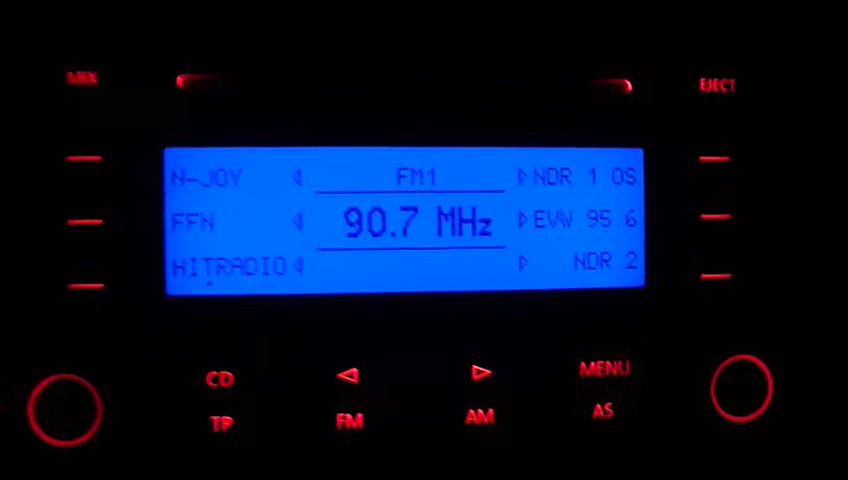 MIX
EJECT
N-JOY FM1 NDR 1 OS
FFN 90.7 MHz EVW 95.6
HITRADIO NDR 2
CD MENU
TP FM AM AS